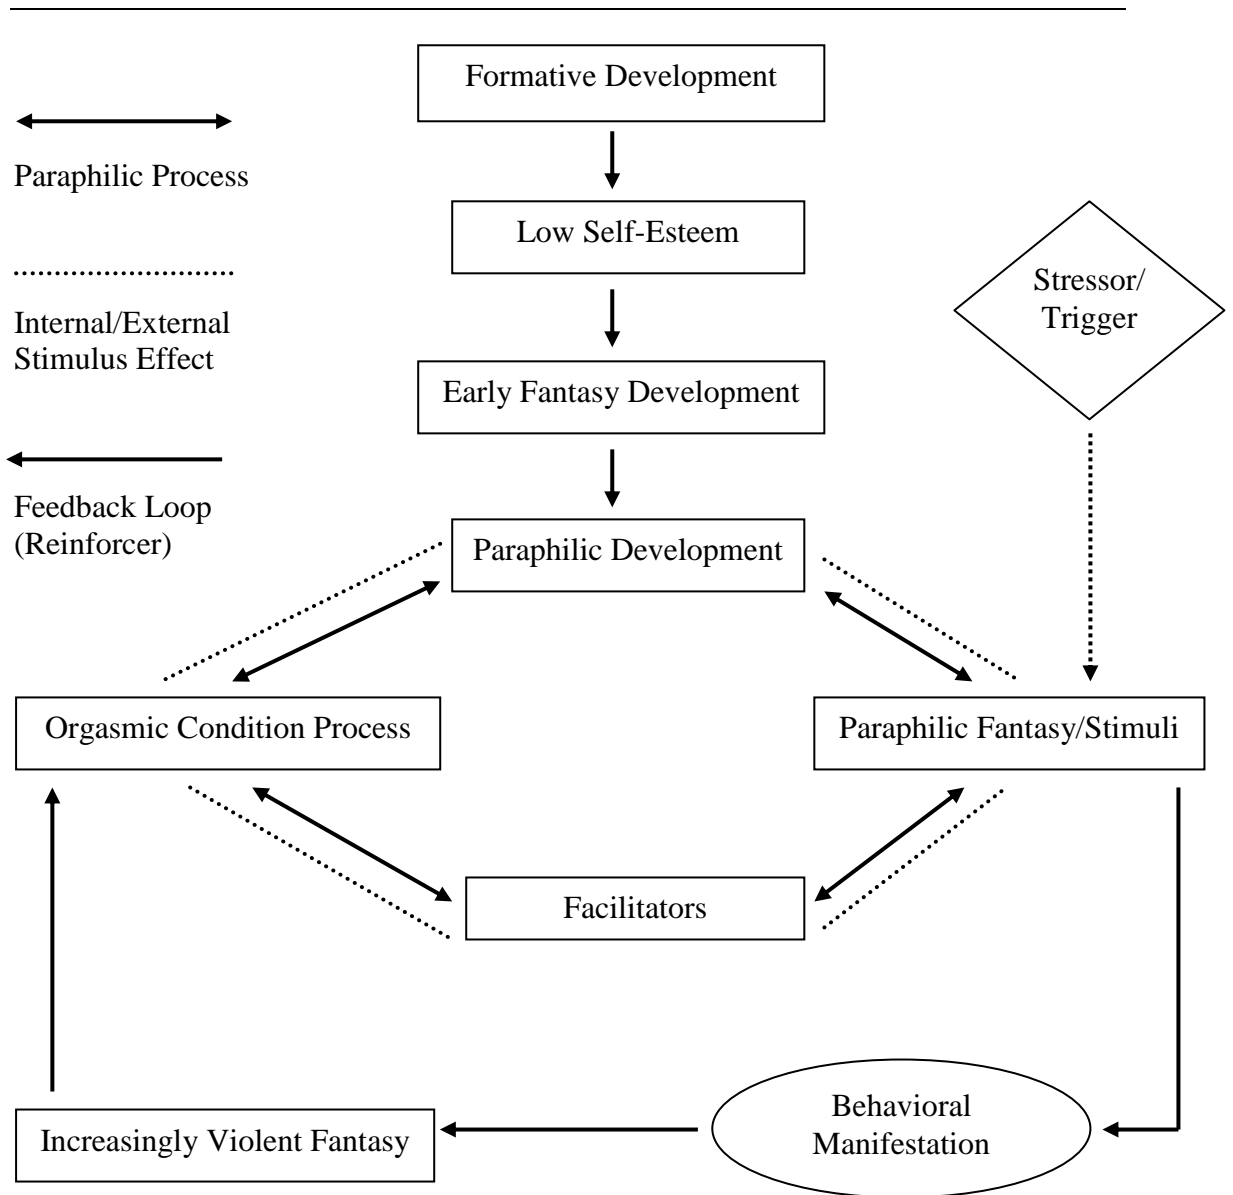 Formative Development
Paraphilic Process
Low Self-Esteem
Stressor/
Trigger
Internal/External
Stimulus Effect
Early Fantasy Development
Feedback Loop
(Reinforcer)
Paraphilic Development
Orgasmic Condition Process
Paraphilic Fantasy/Stimuli
Facilitators
Behavioral
Manifestation
Increasingly Violent Fantasy